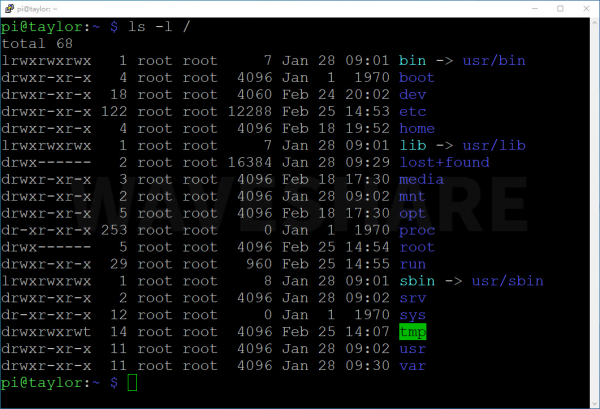 pi@taylor: ~
pi@taylor:~ $ ls -l /
total 68
lrwxrwxrwx   1 root root     7 Jan 28 09:01 bin -> usr/bin
drwxr-xr-x   4 root root  4096 Jan  1  1970 boot
drwxr-xr-x  18 root root  4060 Feb 24 20:02 dev
drwxr-xr-x 122 root root 12288 Feb 25 14:53 etc
drwxr-xr-x   4 root root  4096 Feb 18 19:52 home
lrwxrwxrwx   1 root root     7 Jan 28 09:01 lib -> usr/lib
drwx------   2 root root 16384 Jan 28 09:29 lost+found
drwxr-xr-x   3 root root  4096 Feb 18 17:30 media
drwxr-xr-x   2 root root  4096 Jan 28 09:02 mnt
drwxr-xr-x   5 root root  4096 Feb 18 17:30 opt
dr-xr-xr-x 253 root root     0 Jan  1  1970 proc
drwx------   5 root root  4096 Feb 25 14:54 root
drwxr-xr-x  29 root root   960 Feb 25 14:55 run
lrwxrwxrwx   1 root root     8 Jan 28 09:01 sbin -> usr/sbin
drwxr-xr-x   2 root root  4096 Jan 28 09:02 srv
dr-xr-xr-x  12 root root     0 Jan  1  1970 sys
drwxrwxrwt  14 root root  4096 Feb 25 14:07 tmp
drwxr-xr-x  11 root root  4096 Jan 28 09:02 usr
drwxr-xr-x  11 root root  4096 Jan 28 09:30 var
pi@taylor:~ $
WAVESHARE